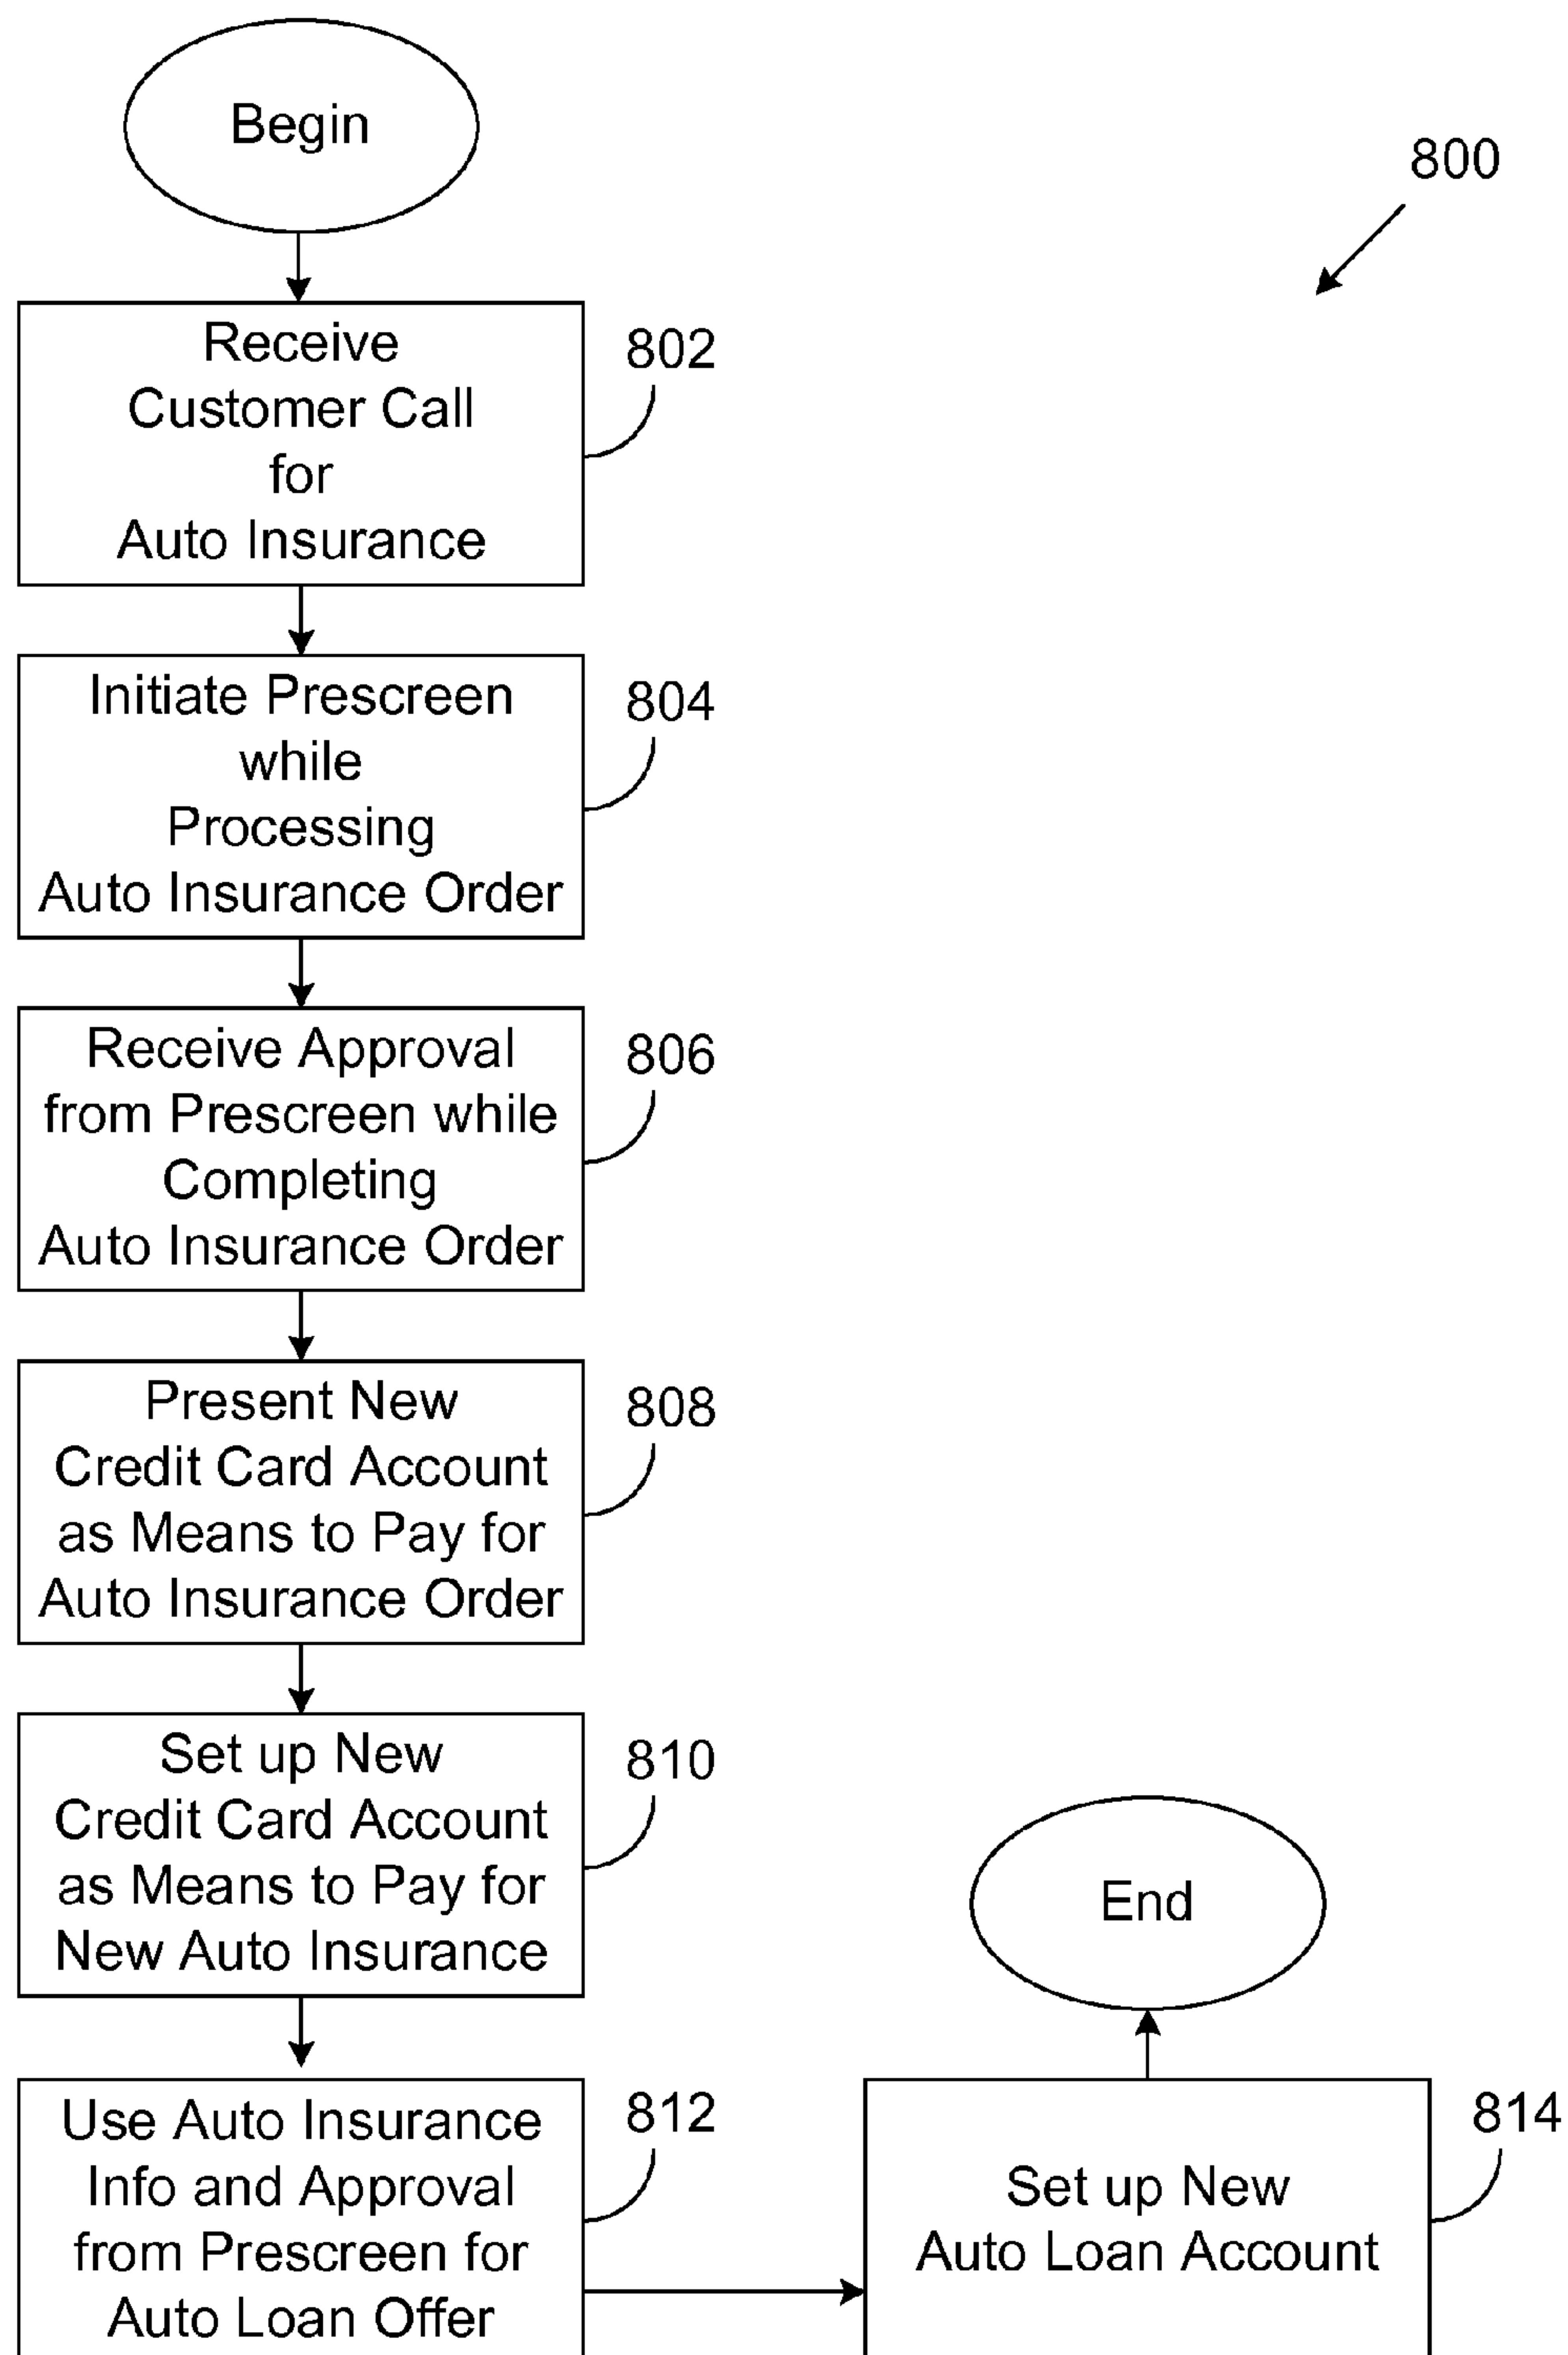 Begin
800
Receive
Customer Call
for
Auto Insurance
802
Initiate Prescreen
while
Processing
Auto Insurance Order
804
Receive Approval
from Prescreen while
Completing
Auto Insurance Order
806
Present New
Credit Card Account
as Means to Pay for
Auto Insurance Order
808
Set up New
Credit Card Account
as Means to Pay for
New Auto Insurance
810
Use Auto Insurance
Info and Approval
from Prescreen for
Auto Loan Offer
812
Set up New
Auto Loan Account
814
End